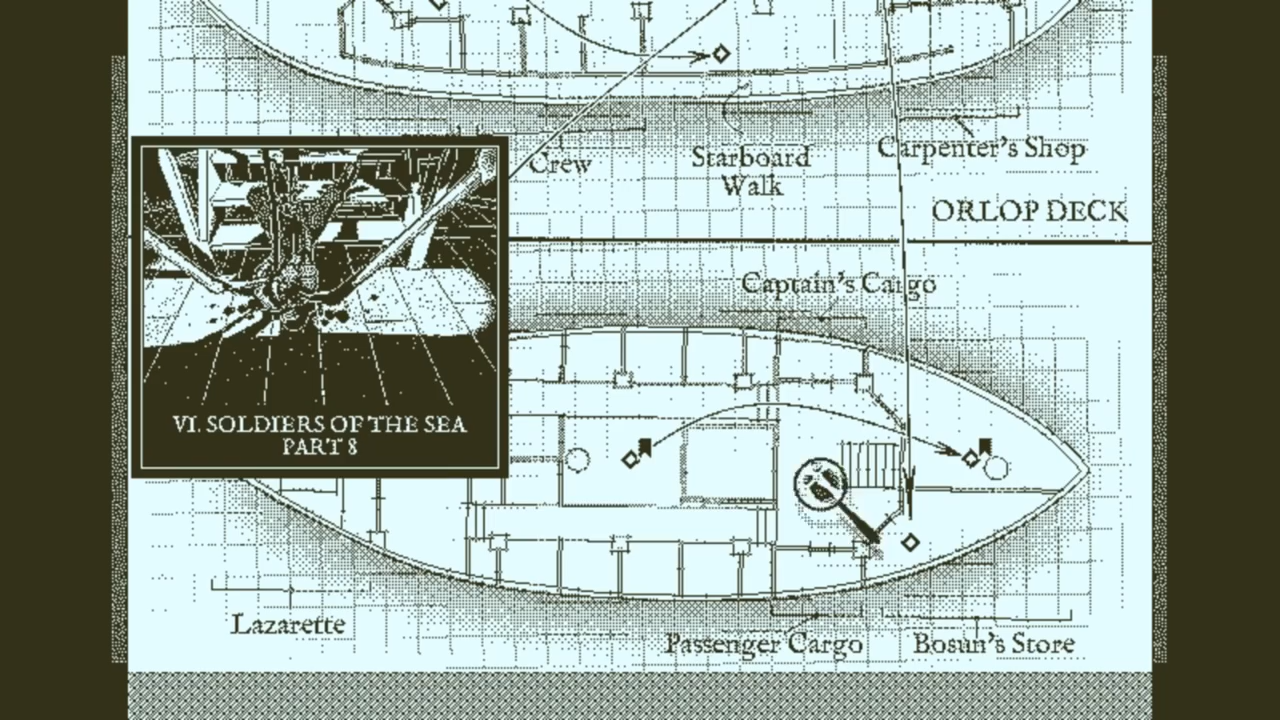 Crew
Starboard
Walk
Carpenter's Shop
ORLOP DECK
Captain's Cargo
VI. SOLDIERS OF THE SEA
PART 8
Lazarette
Passenger Cargo
Bosun's Store